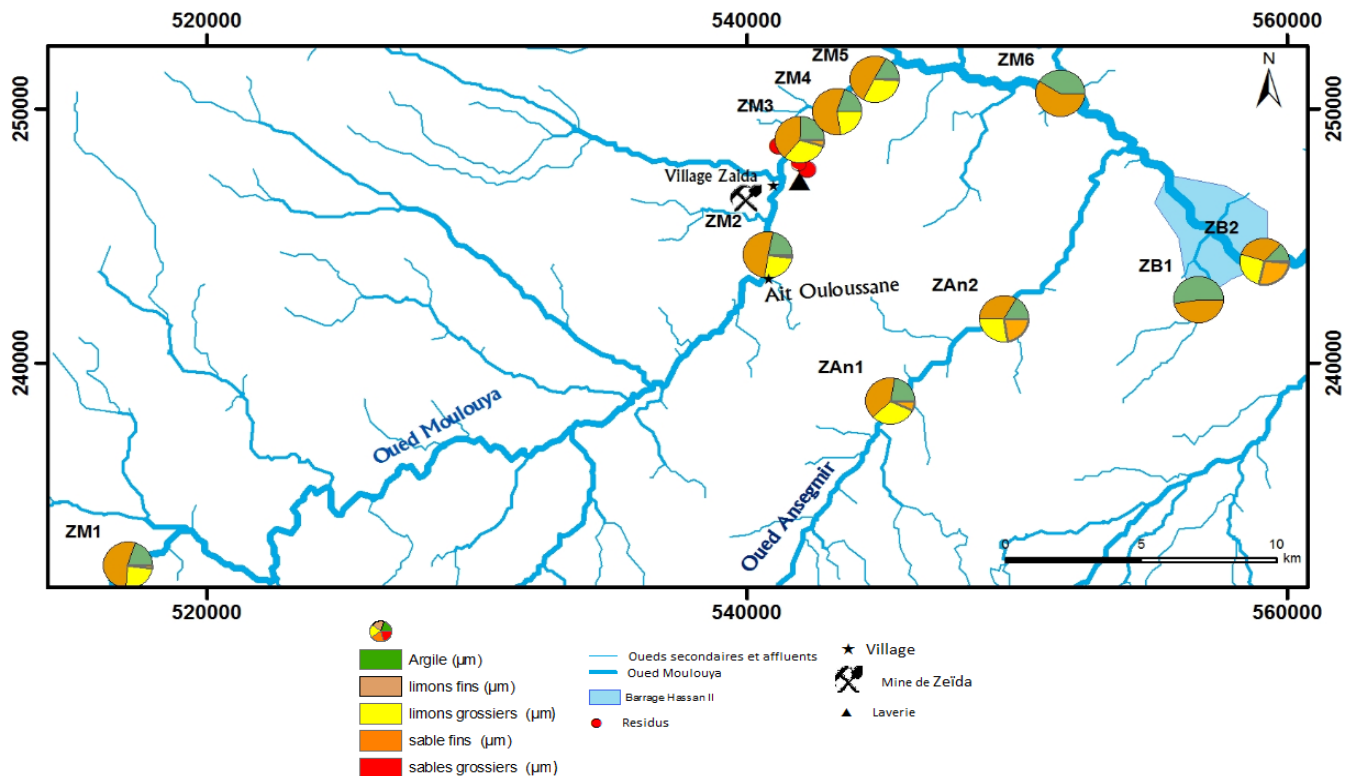 520000
540000
560000
250000
250000
240000
240000
520000
540000
560000
N
ZM5
ZM6
ZM4
ZM3
Village Zaida
ZM2
Ait Ouloussane
ZB2
ZB1
ZAn2
ZAn1
Oued Moulouya
Oued Ansegmir
ZM1
0
5
10
km
Argile (µm)
limons fins (µm)
limons grossiers (µm)
sable fins (µm)
sables grossiers (µm)
Oueds secondaires et affluents
Oued Moulouya
Barrage Hassan II
Residus
Village
Mine de Zeïda
Laverie